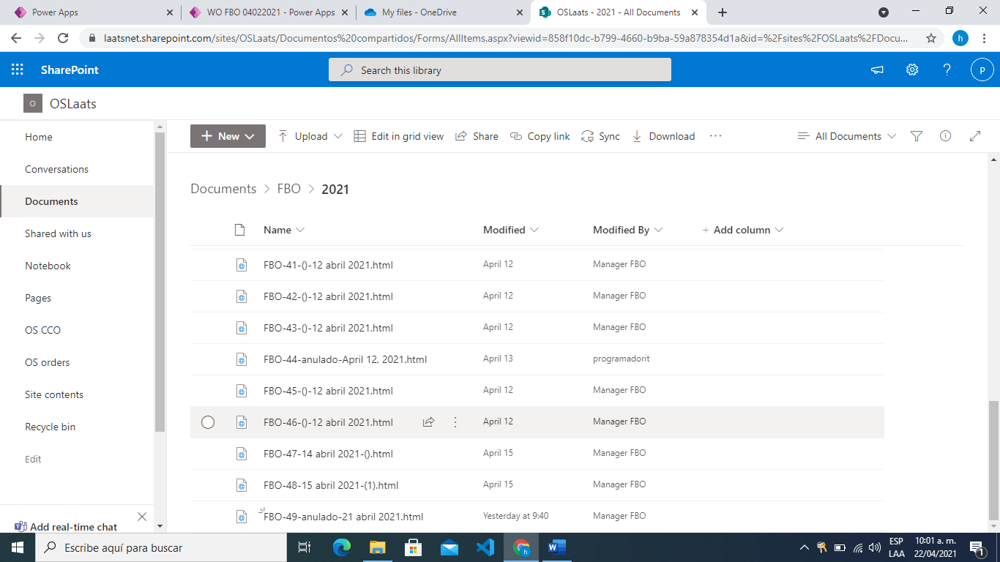 Power Apps
WO FBO 04022021 - Power Apps
My files - OneDrive
OSLaats - 2021 - All Documents
laatsnet.sharepoint.com/sites/OSLaats/Documentos%20compartidos/Forms/AllItems.aspx?viewid=858f10dc-b799-4660-b9ba-59a878354d1a&id=%2Fsites%2FOSLaats%2FDocu...
h
SharePoint
Search this library
P
O OSLaats
Home
Conversations
Documents
Shared with us
Notebook
Pages
OS CCO
OS orders
Site contents
Recycle bin
Edit
Add real-time chat
New Upload Edit in grid view Share Copy link Sync Download ... All Documents
Documents > FBO > 2021
Name Modified Modified By + Add column
FBO-41-()-12 abril 2021.html April 12 Manager FBO
FBO-42-()-12 abril 2021.html April 12 Manager FBO
FBO-43-()-12 abril 2021.html April 12 Manager FBO
FBO-44-anulado-April 12, 2021.html April 13 programadorit
FBO-45-()-12 abril 2021.html April 12 Manager FBO
FBO-46-()-12 abril 2021.html April 12 Manager FBO
FBO-47-14 abril 2021-().html April 15 Manager FBO
FBO-48-15 abril 2021-(1).html April 15 Manager FBO
FBO-49-anulado-21 abril 2021.html Yesterday at 9:40 Manager FBO
Escribe aquí para buscar
ESP
LAA
10:01 a. m.
22/04/2021
1